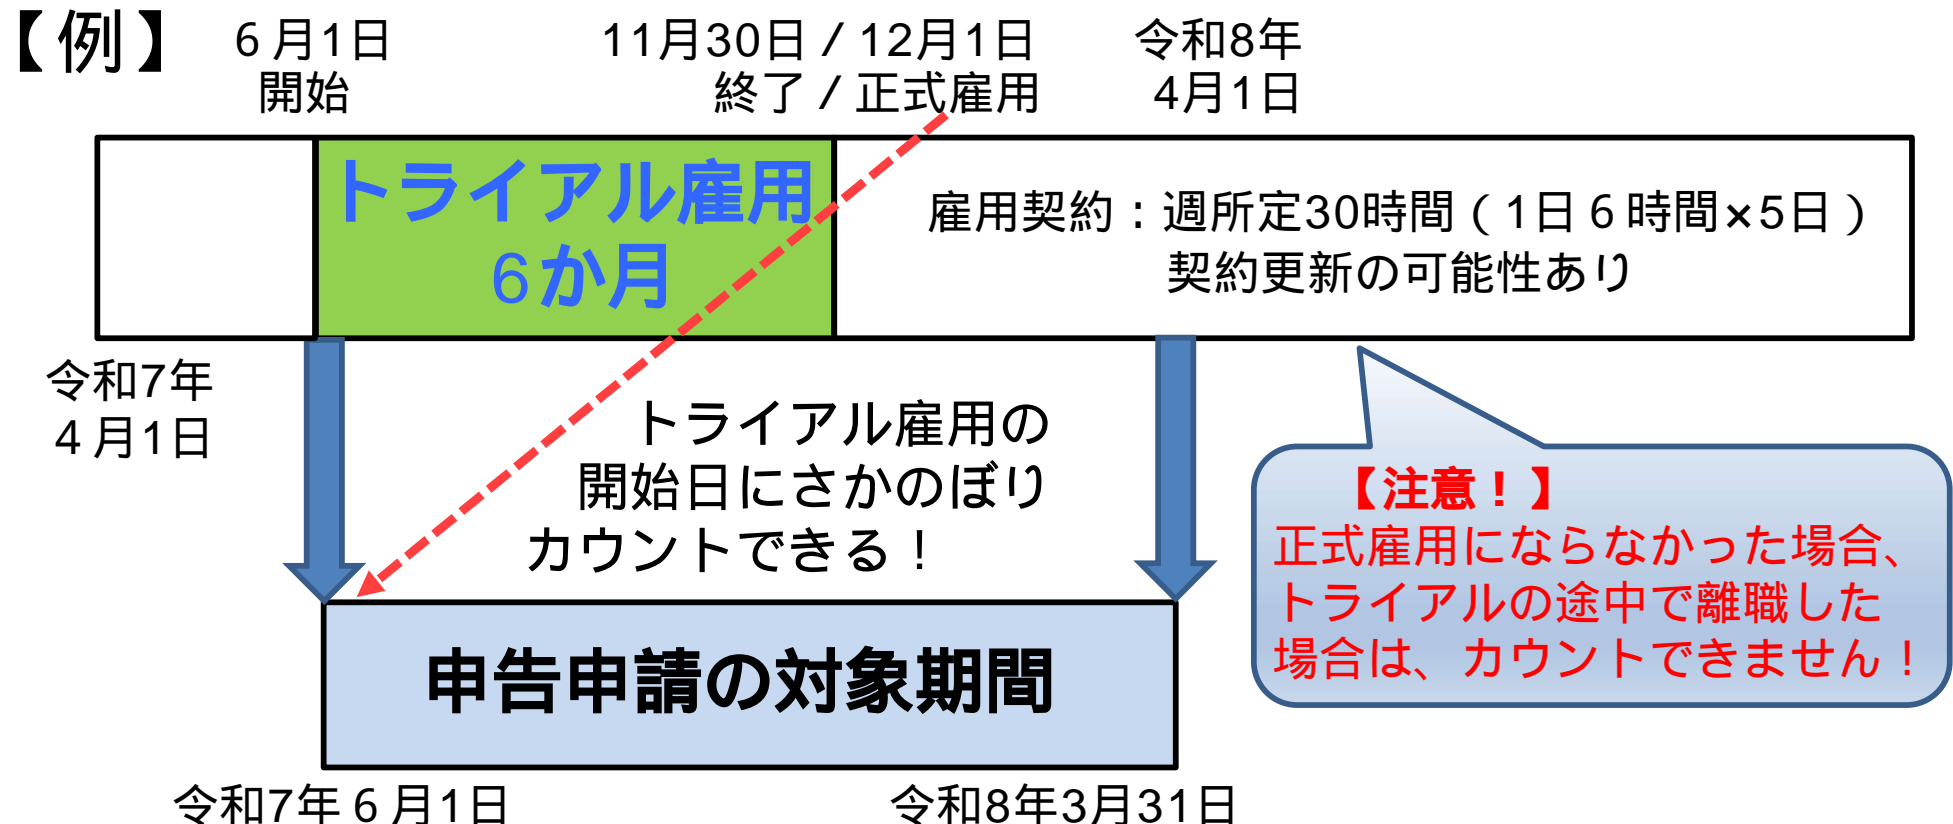 【例】
６月1日
開始
11月30日／12月1日
終了／正式雇用
令和8年
4月1日
トライアル雇用
６か月
雇用契約：週所定30時間（1日６時間×5日）
契約更新の可能性あり
令和7年
４月1日
トライアル雇用の
開始日にさかのぼり
カウントできる！
【注意！】
正式雇用にならなかった場合、
トライアルの途中で離職した
場合は、カウントできません！
申告申請の対象期間
令和7年６月1日
令和8年3月31日